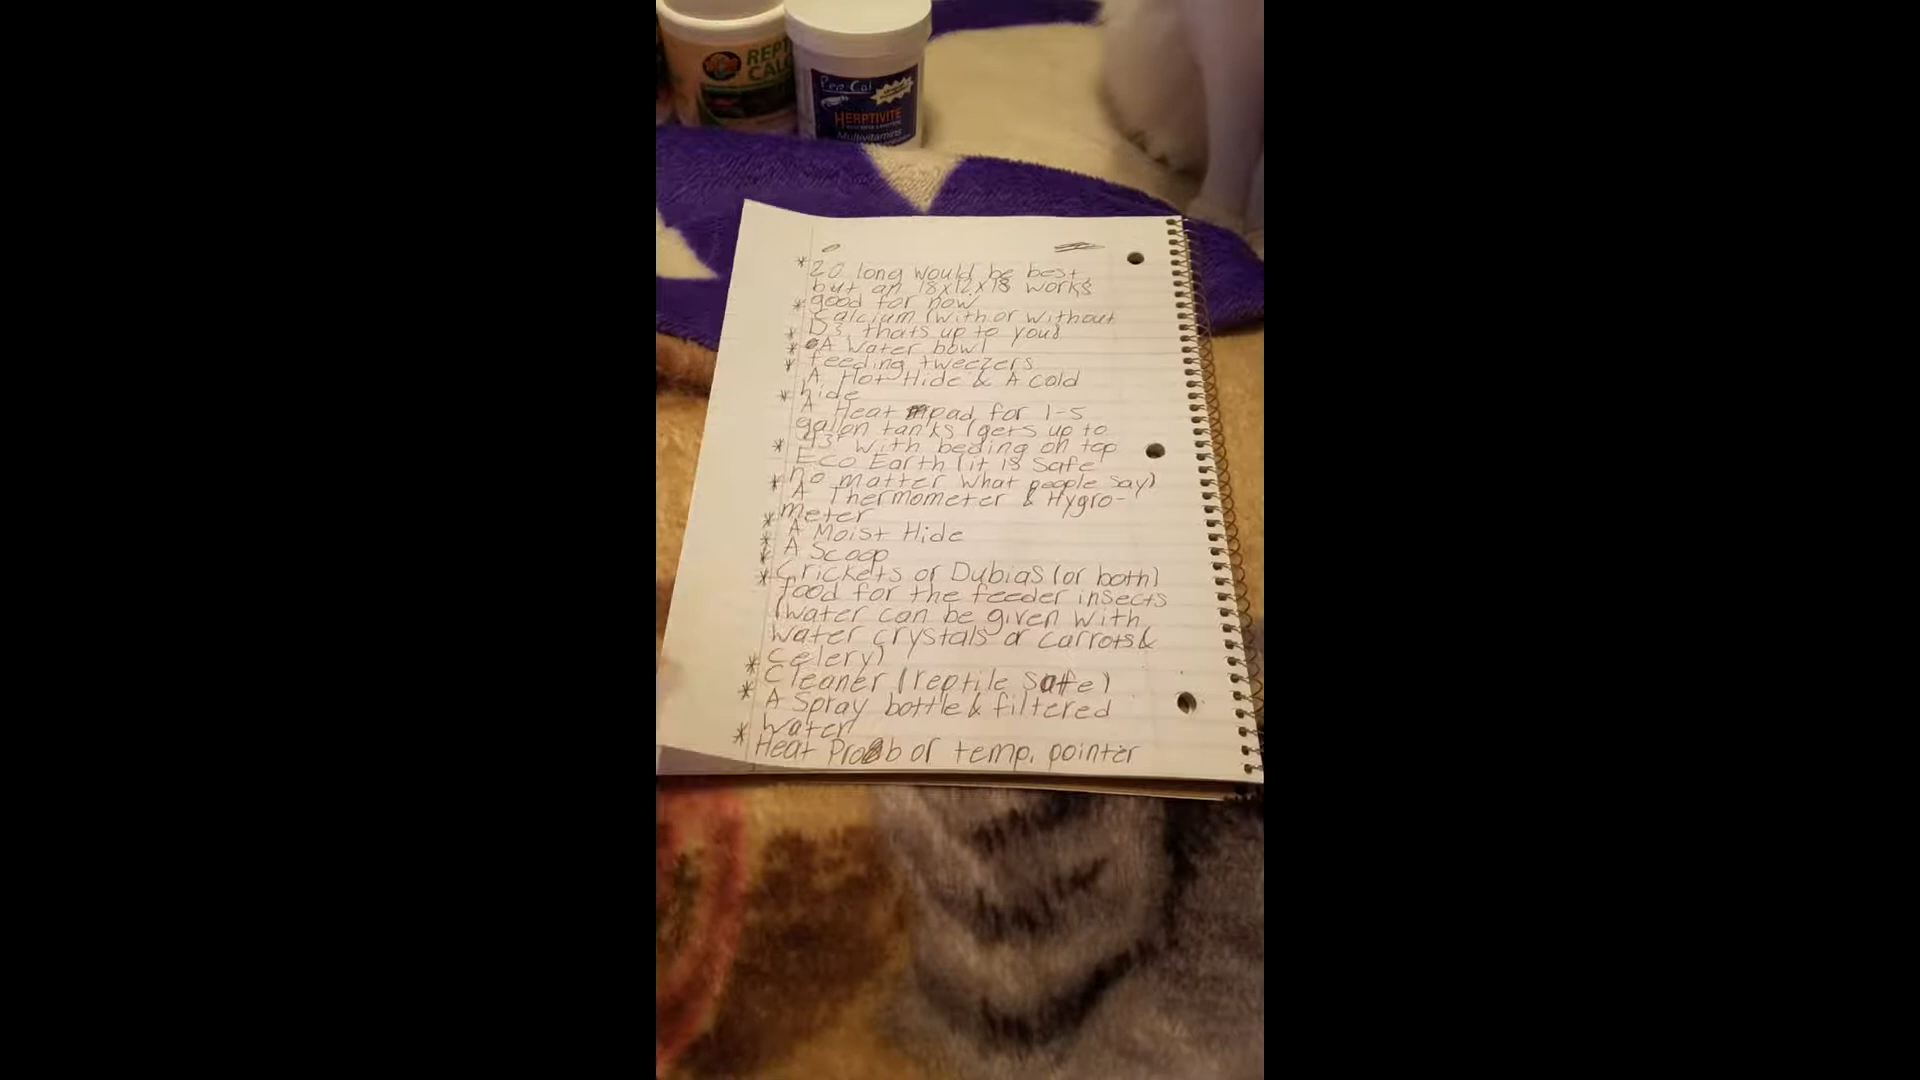 REPT
CALC
Rep-Cal
HERPTIVITE
Multivitamins
* 20 long would be best
but an 18x12x18 works
* good for now
Calcium (with or without
* D3 thats up to you)
* A Water bowl
* feeding tweezers
A Hot Hide & A cold
* hide
A Heat pad for 1-5
gallon tanks (gets up to
* 93° With beding on top
Eco Earth (it is safe
* no matter what people say)
A Thermometer & Hygro-
* meter
* A Moist Hide
* A Scoop
* Crickets or Dubias (or both)
food for the feeder insects
(water can be given with
water crystals or carrots &
* celery)
* Cleaner (reptile safe)
A Spray bottle & filtered
* Water
Heat Prob or temp. pointer